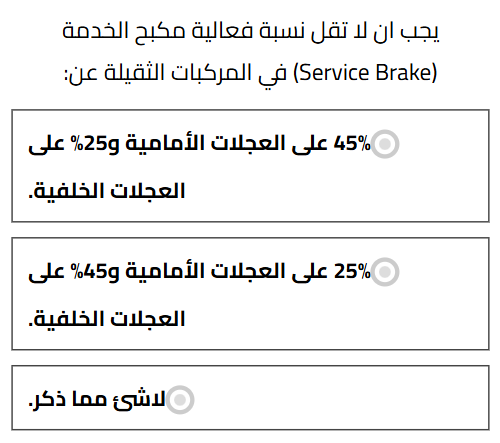 يجب ان لا تقل نسبة فعالية مكبح الخدمة
(Service Brake) في المركبات الثقيلة عن:
45% على العجلات الأمامية و25% على
العجلات الخلفية.
25% على العجلات الأمامية و45% على
العجلات الخلفية.
لاشئ مما ذكر.